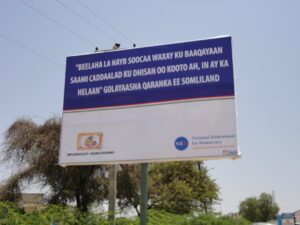 "BEELAHA LA HAYB SOOCAA WAXAY KU BAAQAYAAN
SAAMI CADDAALAD KU DHISAN OO KOOTO AH, IN AY KA
HELAAN" GOLAYAASHA QARANKA EE SOMLILAND
National Endowment
for Democracy